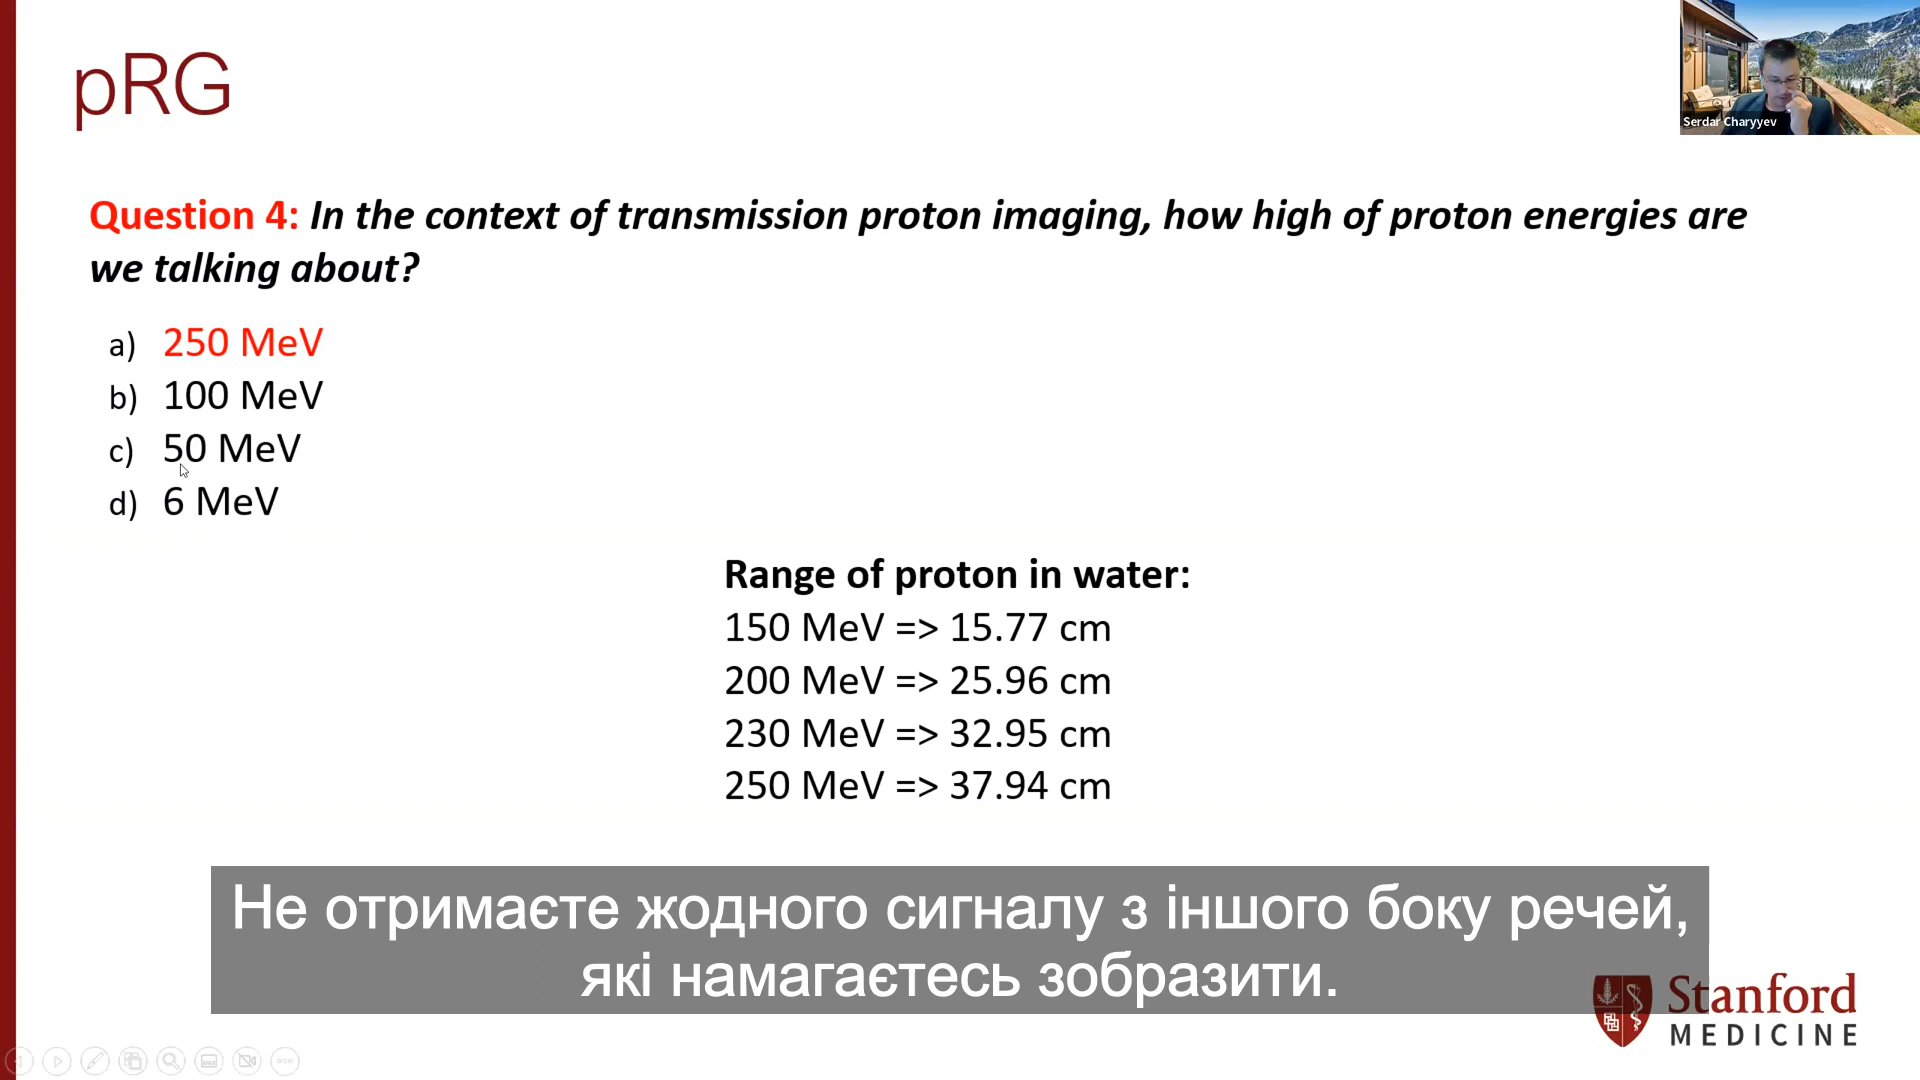 pRG
Serdar Charyyev
Question 4: In the context of transmission proton imaging, how high of proton energies are
we talking about?
a) 250 MeV
b) 100 MeV
c) 50 MeV
d) 6 MeV
Range of proton in water:
150 MeV => 15.77 cm
200 MeV => 25.96 cm
230 MeV => 32.95 cm
250 MeV => 37.94 cm
Не отримаєте жодного сигналу з іншого боку речей,
які намагаєтесь зобразити.
Stanford
MEDICINE